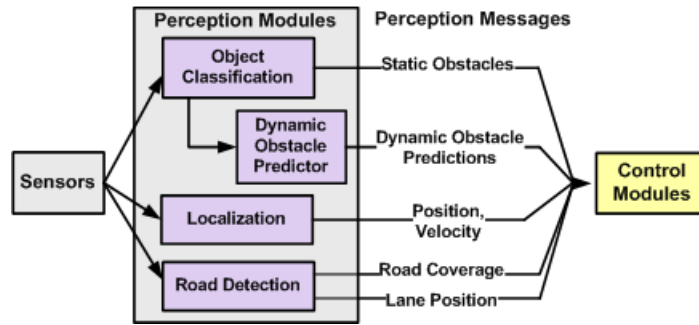 Perception Modules
Perception Messages
Object
Classification
Static Obstacles
Dynamic
Obstacle
Predictor
Dynamic Obstacle
Predictions
Sensors
Control
Modules
Localization
Position,
Velocity
Road Detection
Road Coverage
Lane Position